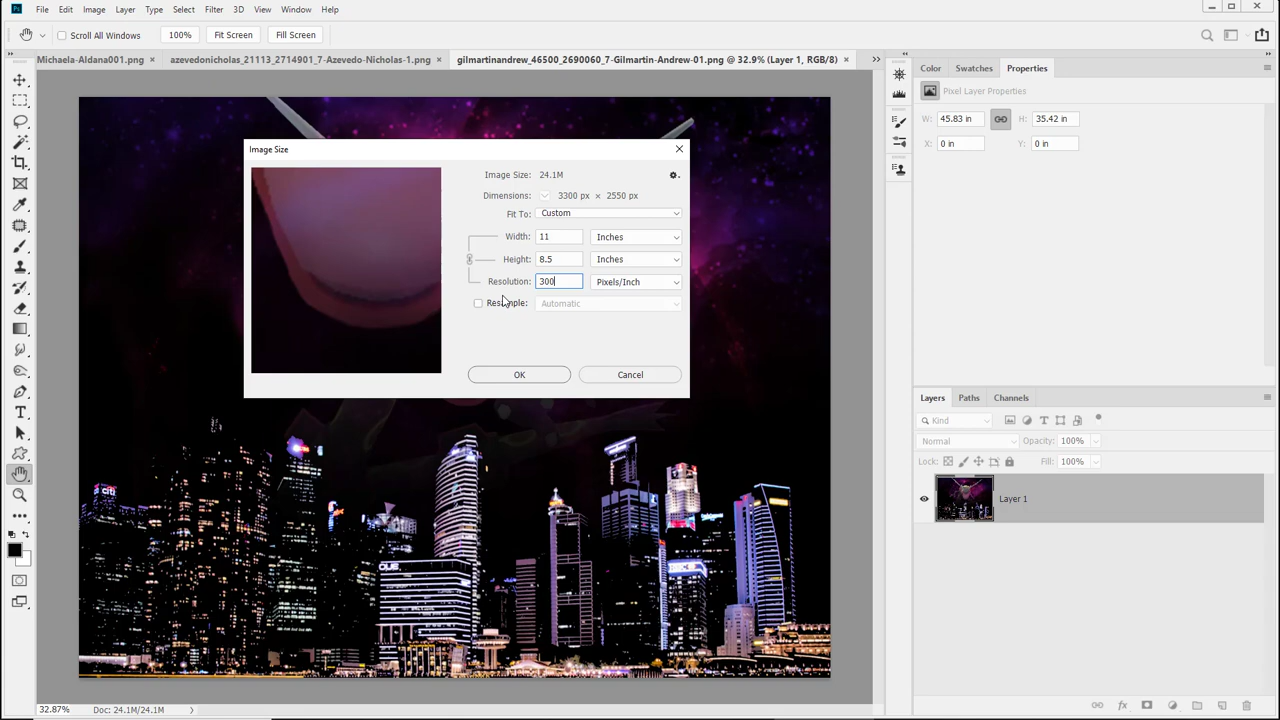 Ps File Edit Image Layer Type Select Filter 3D View Window Help
Scroll All Windows 100% Fit Screen Fill Screen
Michaela-Aldana001.png × azevedonicholas_21113_2714901_7-Azevedo-Nicholas-1.png × gilmartinandrew_46500_2690060_7-Gilmartin-Andrew-01.png @ 32.9% (Layer 1, RGB/8) ×
Color Swatches Properties
Pixel Layer Properties
W: 45.83 in H: 35.42 in
X: 0 in Y: 0 in
Image Size
Image Size: 24.1M
Dimensions: 3300 px × 2550 px
Fit To: Custom
Width: 11 Inches
Height: 8.5 Inches
Resolution: 300 Pixels/Inch
Resample: Automatic
OK Cancel
citi
OUE
Layers Paths Channels
Kind
Normal Opacity: 100%
Lock: Fill: 100%
Layer 1
32.87% Doc: 24.1M/24.1M